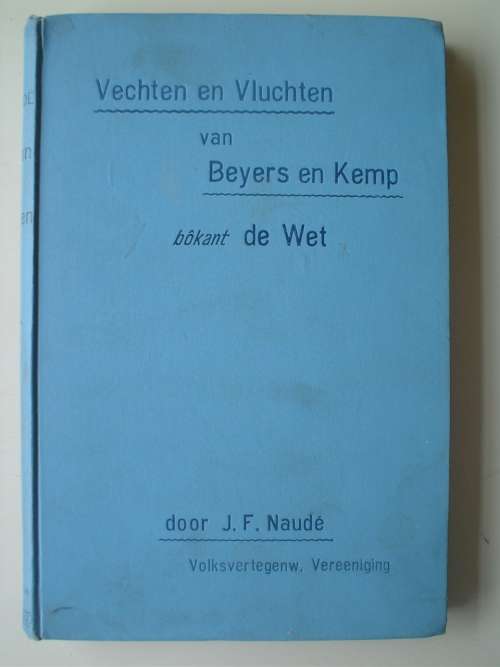 Vechten en Vluchten
van
Beyers en Kemp
bôkant de Wet
door J. F. Naudé
Volksvertegenw. Vereeniging